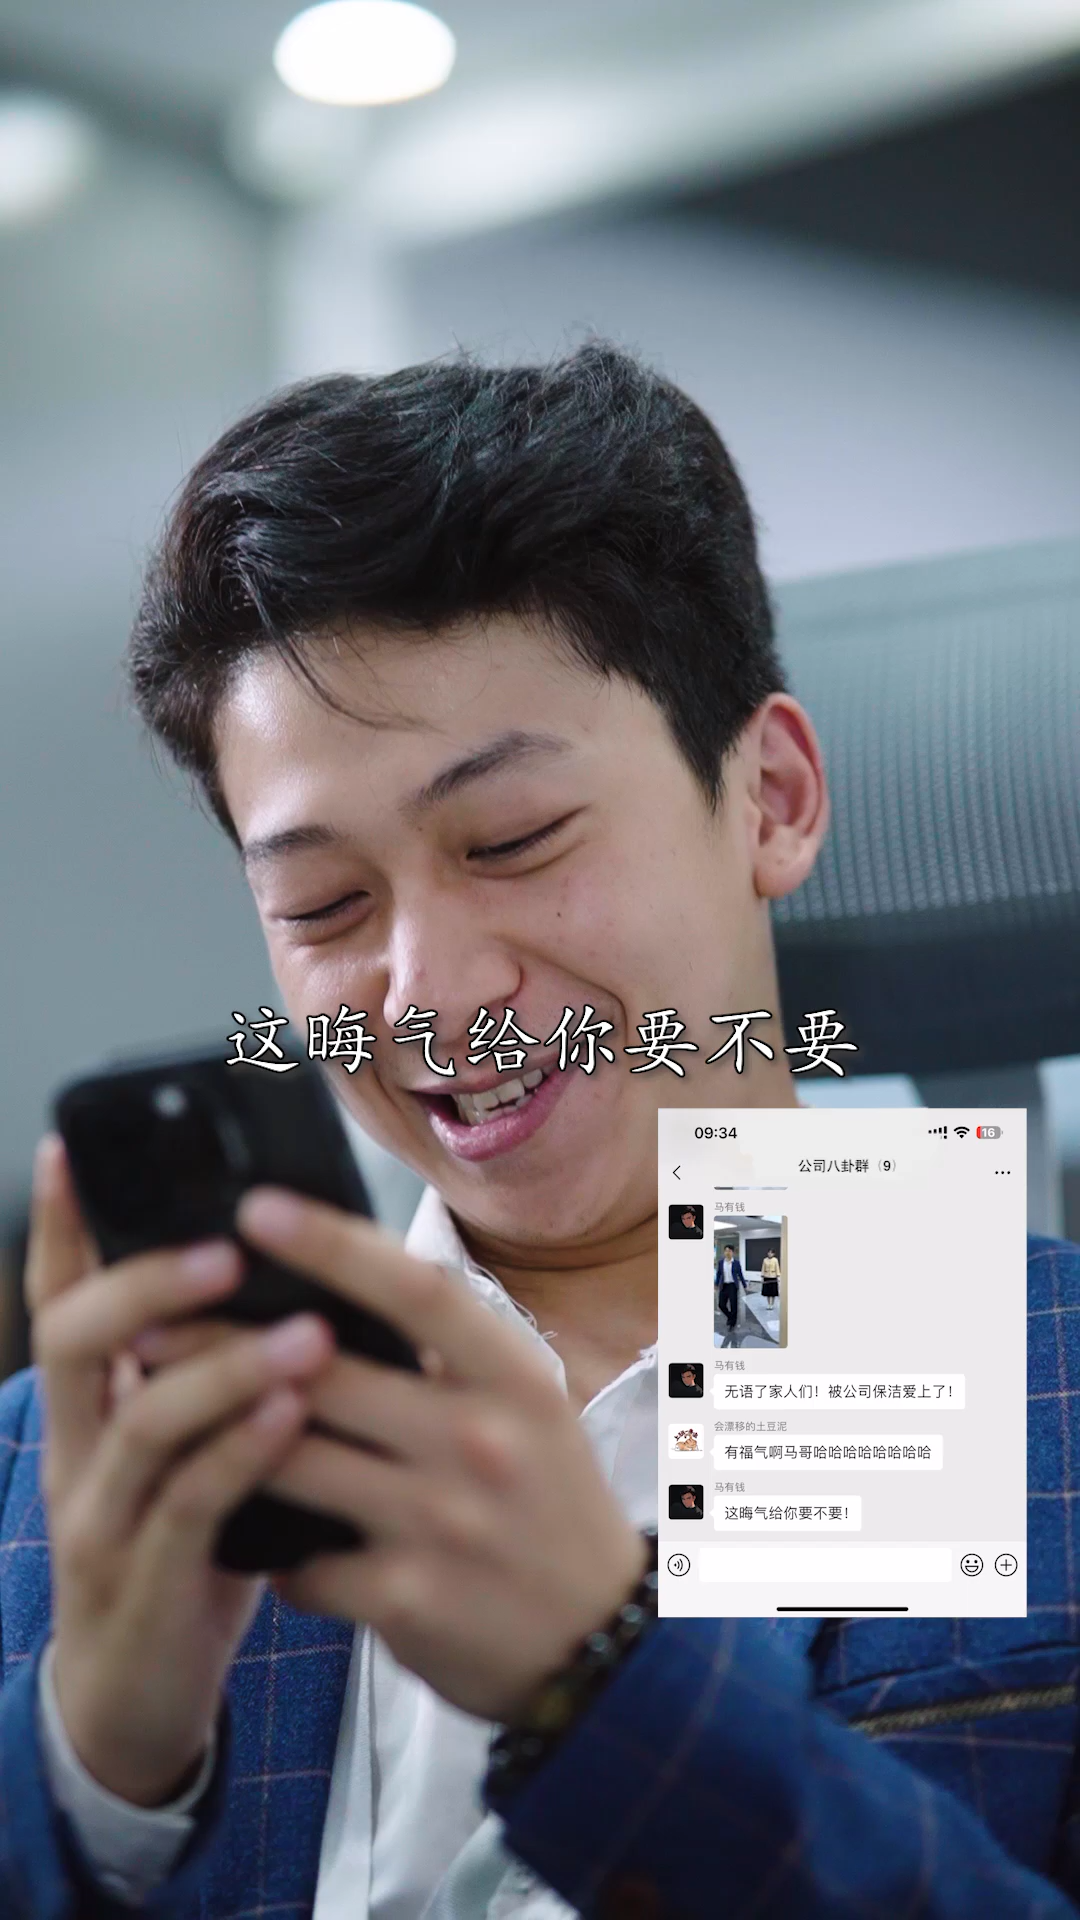 这晦气给你要不要
09:34
16
公司八卦群（9）
马有钱
马有钱
无语了家人们！被公司保洁爱上了！
会漂移的土豆泥
有福气啊马哥哈哈哈哈哈哈哈哈
马有钱
这晦气给你要不要！